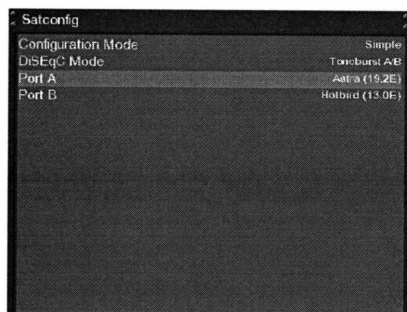 Satconfig
Configuration Mode Simple
DiSEqC Mode Toneburst A/B
Port A Astra (19.2E)
Port B Hotbird (13.0E)